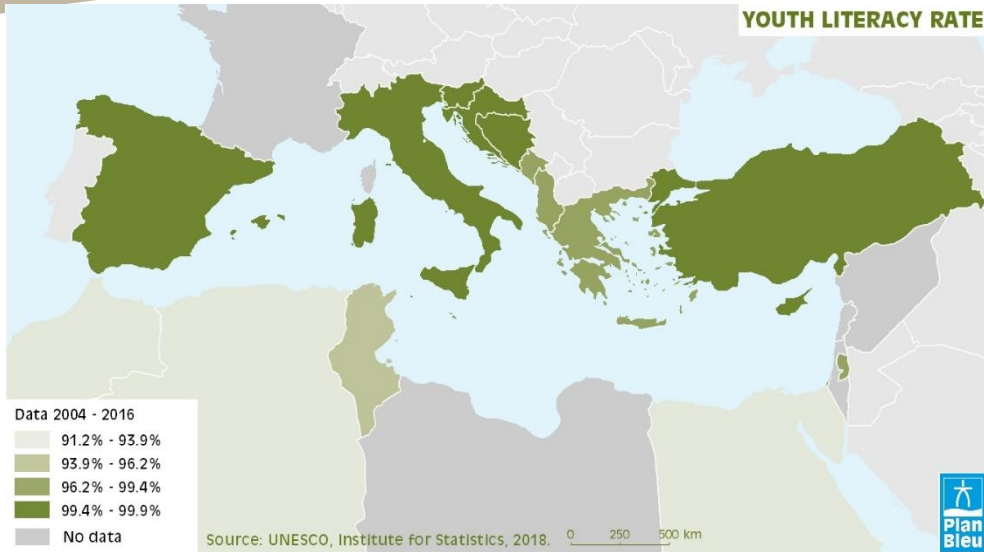 YOUTH LITERACY RATE
Data 2004 - 2016
91.2% - 93.9%
93.9% - 96.2%
96.2% - 99.4%
99.4% - 99.9%
No data
Source: UNESCO, Institute for Statistics, 2018.
0 250 500 km
Plan
Bleu